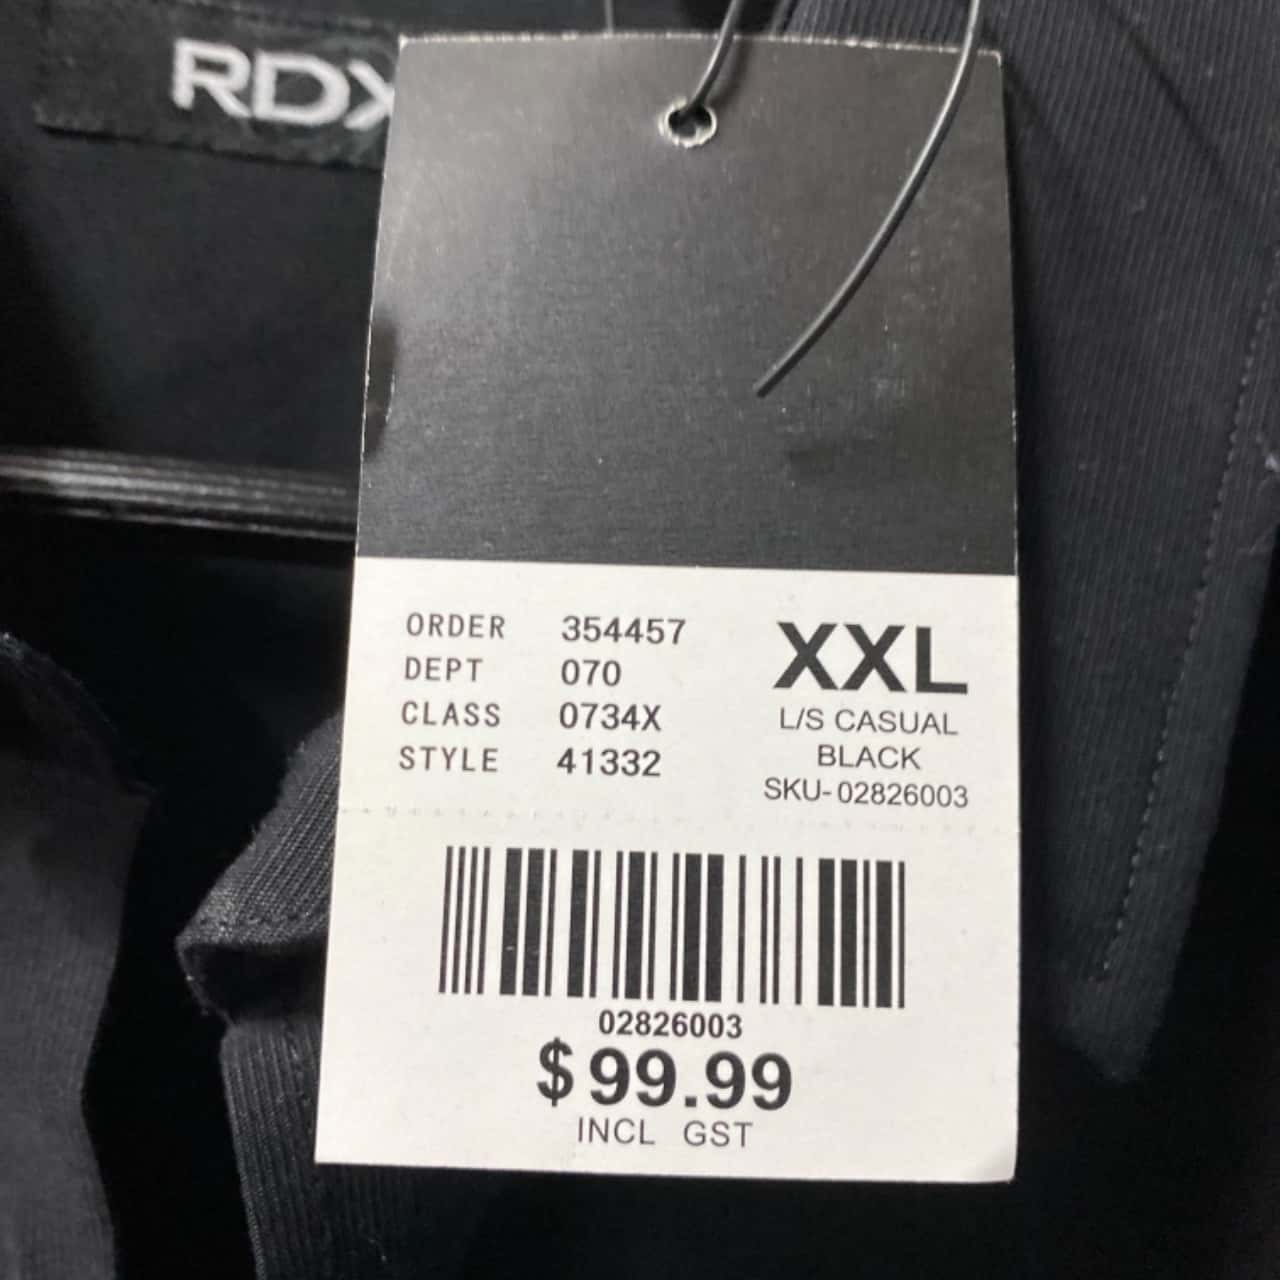 RDX
ORDER 354457
DEPT 070
CLASS 0734X
STYLE 41332
XXL
L/S CASUAL
BLACK
SKU-02826003
02826003
$99.99
INCL GST